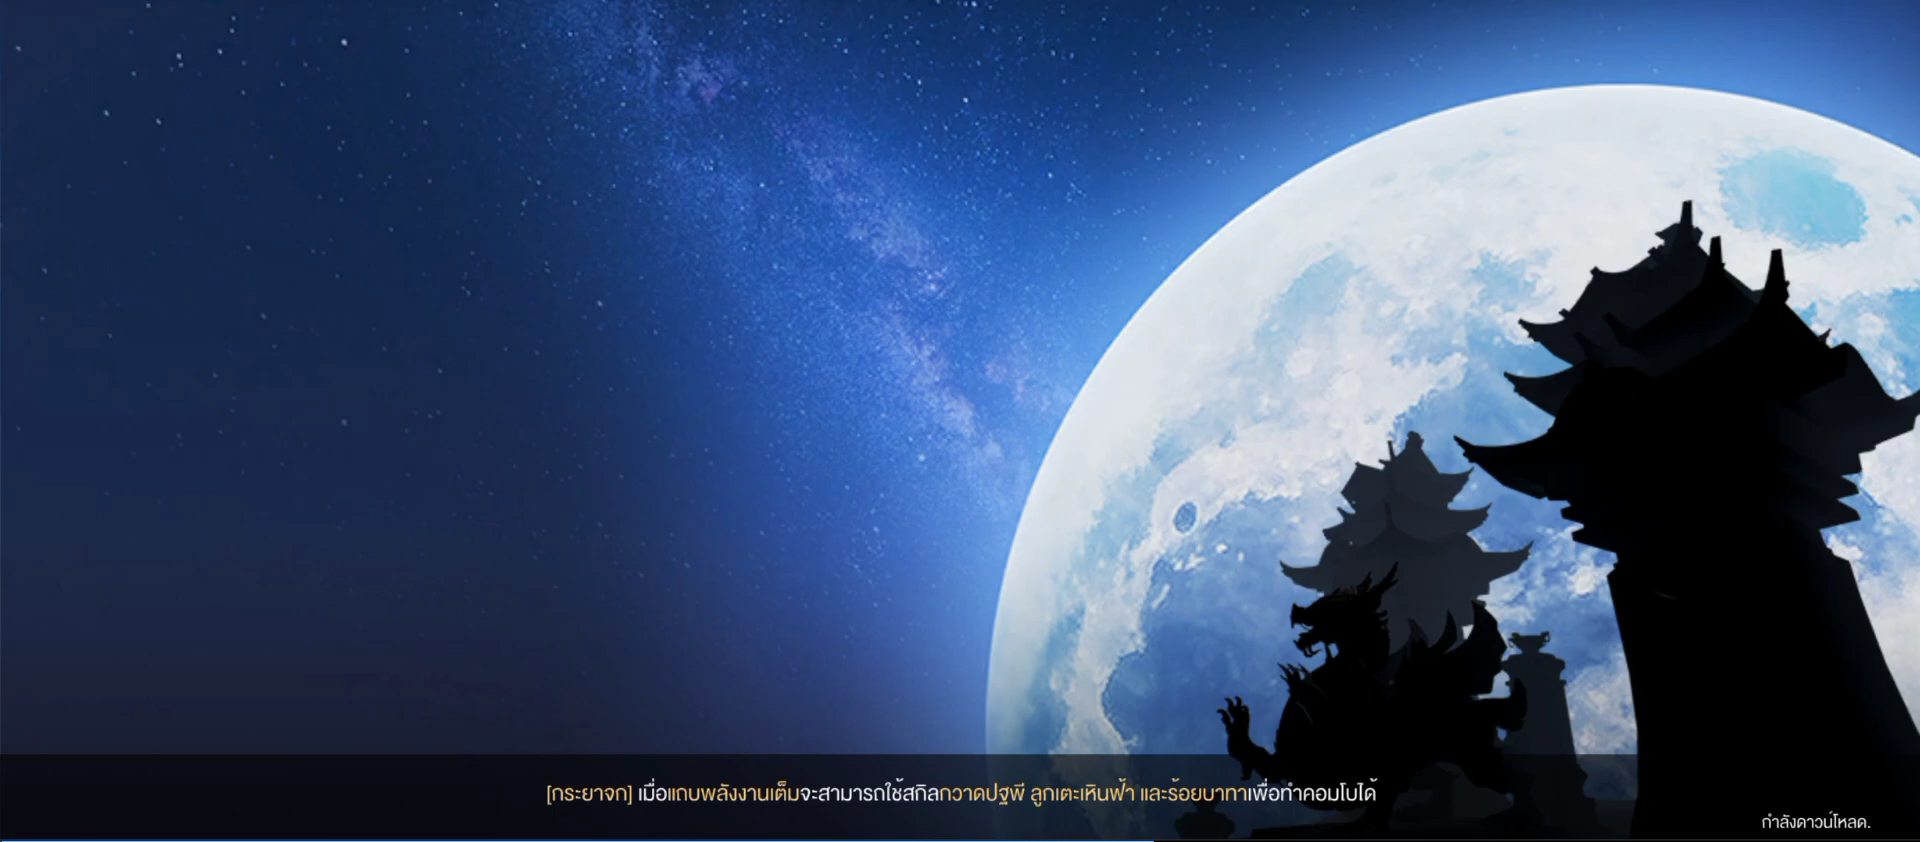 [กระยาจก] เมื่อแถบพลังงานเต็มจะสามารถใช้สกิลกวาดปฐพี ลูกเตะเหินฟ้า และร้อยบาทาเพื่อทำคอมโบได้
กำลังดาวน์โหลด.